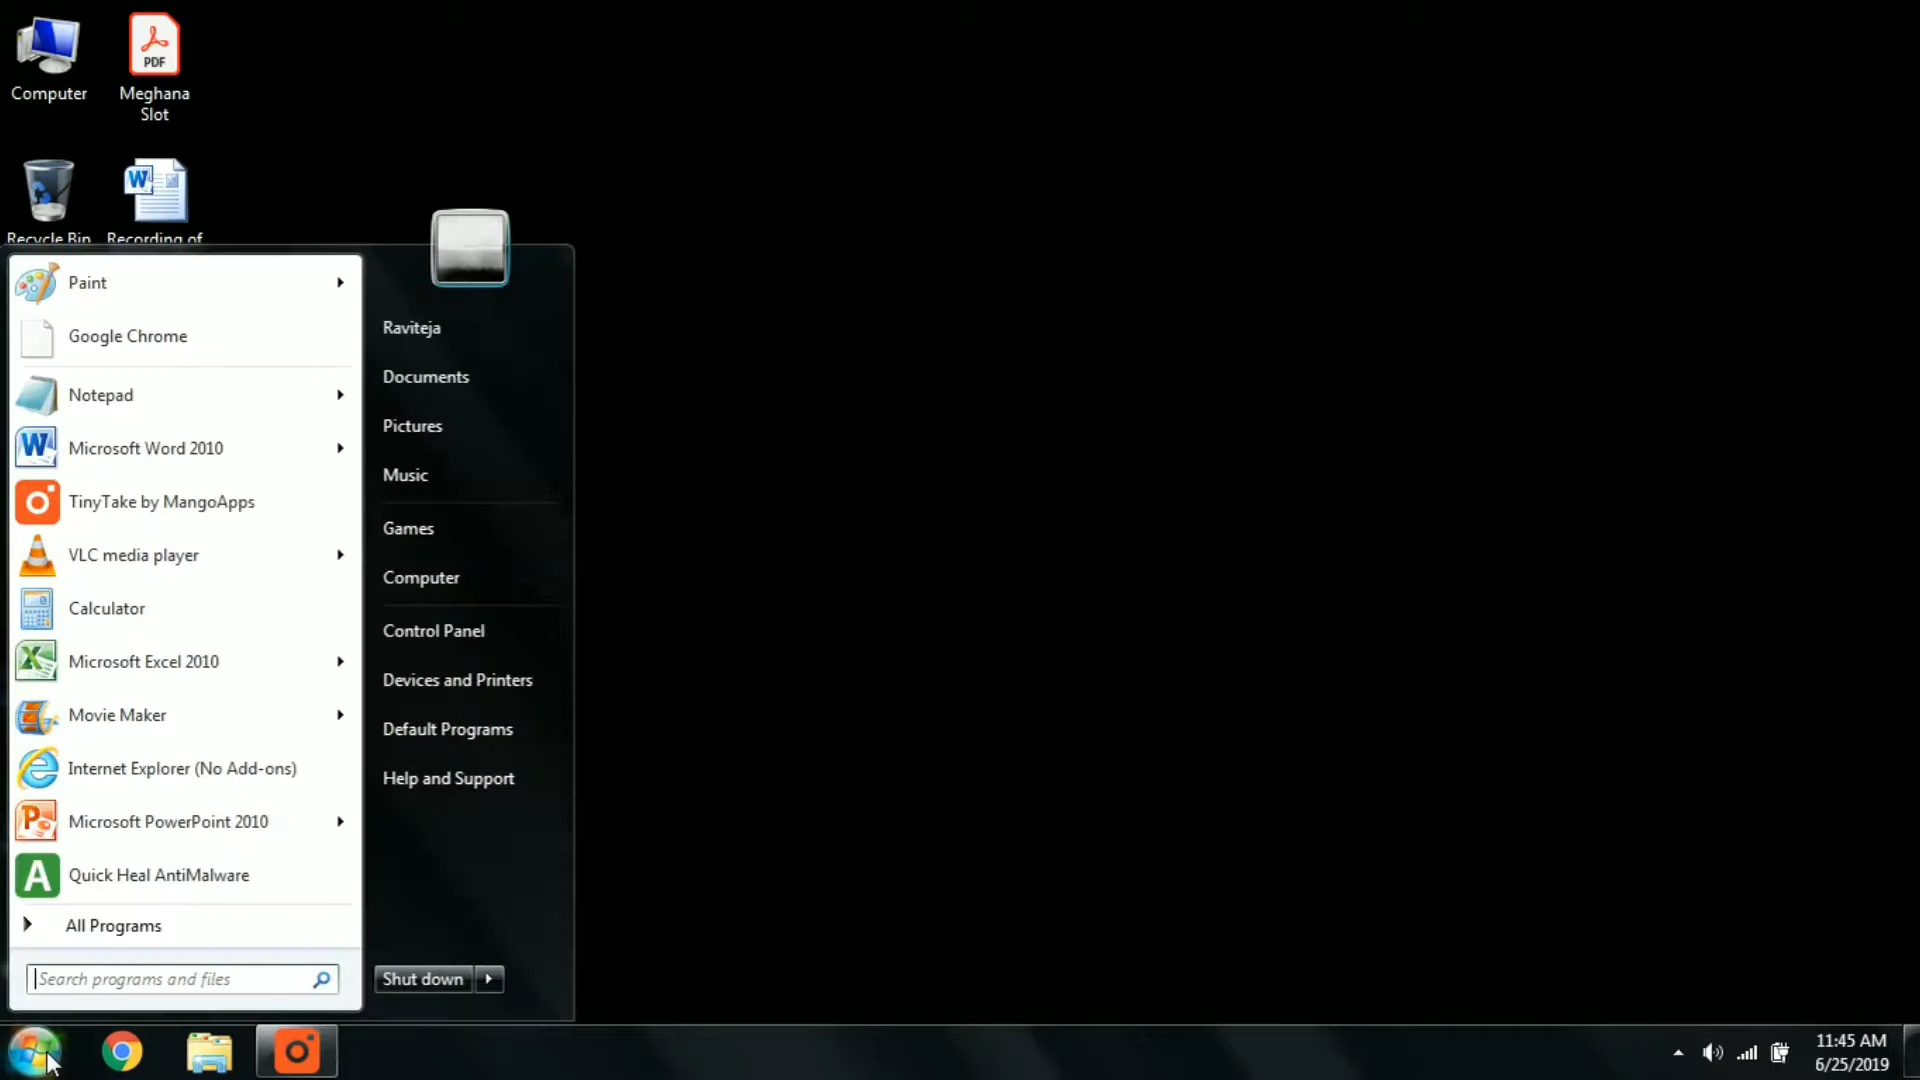 Computer
Meghana
Slot
PDF
Recycle Bin
Recording of
Paint
Google Chrome
Notepad
Microsoft Word 2010
TinyTake by MangoApps
VLC media player
Calculator
Microsoft Excel 2010
Movie Maker
Internet Explorer (No Add-ons)
Microsoft PowerPoint 2010
Quick Heal AntiMalware
All Programs
Search programs and files
Raviteja
Documents
Pictures
Music
Games
Computer
Control Panel
Devices and Printers
Default Programs
Help and Support
Shut down
11:45 AM
6/25/2019